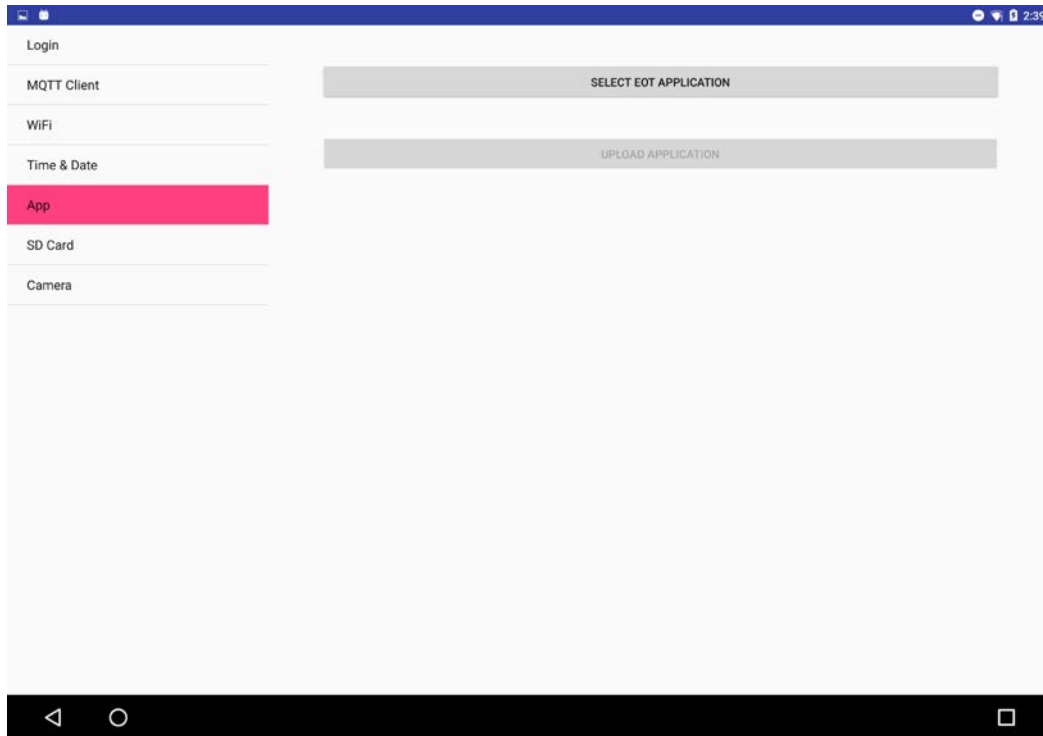 2:39
Login
MQTT Client
WiFi
Time & Date
App
SD Card
Camera
SELECT EOT APPLICATION
UPLOAD APPLICATION